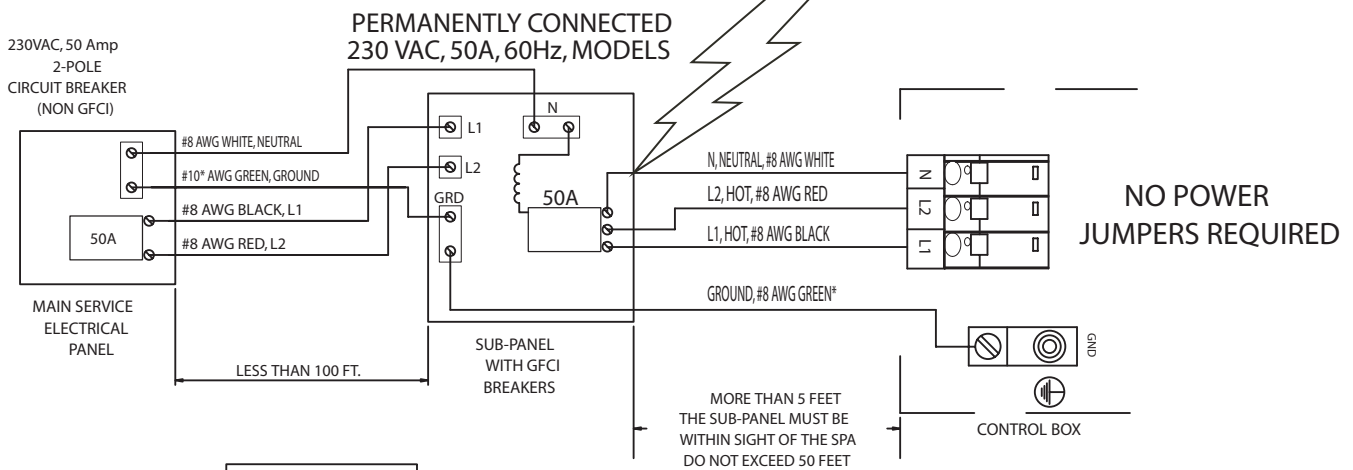 PERMANENTLY CONNECTED
230 VAC, 50A, 60Hz, MODELS
230VAC, 50 Amp
2-POLE
CIRCUIT BREAKER
(NON GFCI)
#8 AWG WHITE, NEUTRAL
#10* AWG GREEN, GROUND
#8 AWG BLACK, L1
#8 AWG RED, L2
50A
MAIN SERVICE
ELECTRICAL
PANEL
LESS THAN 100 FT.
L1
L2
GRD
N
50A
SUB-PANEL
WITH GFCI
BREAKERS
N, NEUTRAL, #8 AWG WHITE
L2, HOT, #8 AWG RED
L1, HOT, #8 AWG BLACK
GROUND, #8 AWG GREEN*
MORE THAN 5 FEET
THE SUB-PANEL MUST BE
WITHIN SIGHT OF THE SPA
DO NOT EXCEED 50 FEET
N
L2
L1
NO POWER
JUMPERS REQUIRED
GND
CONTROL BOX